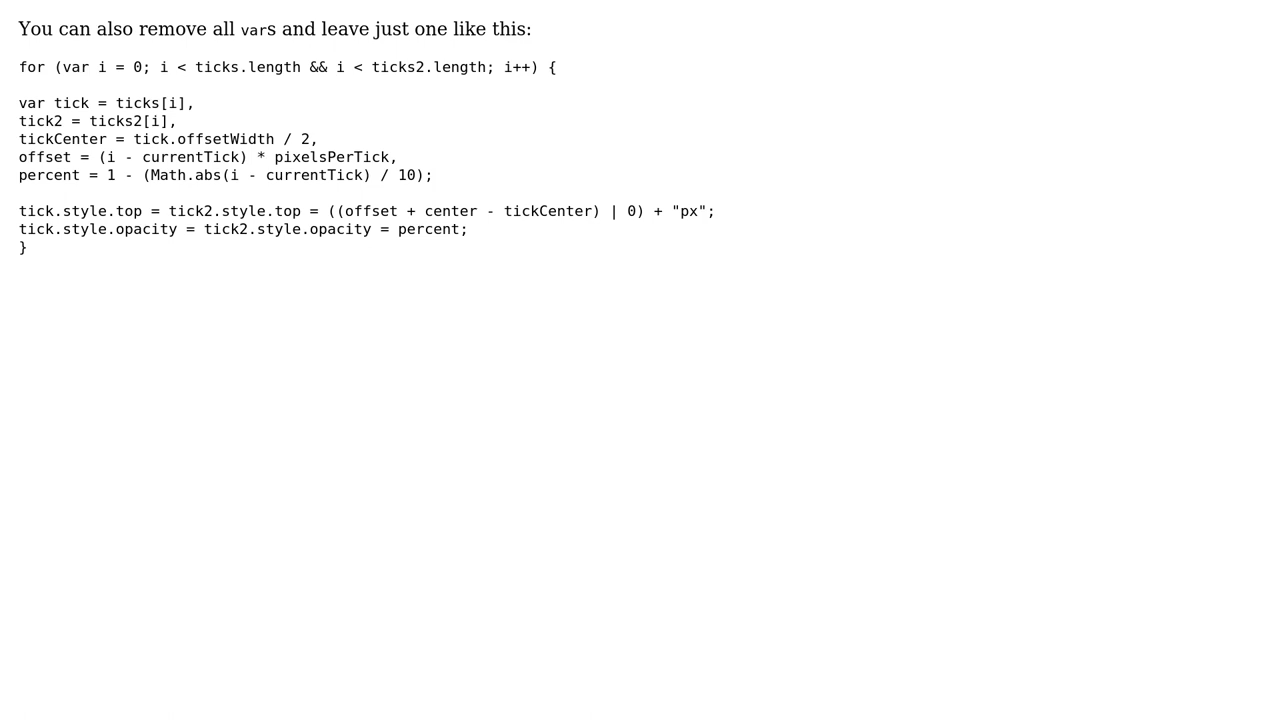 You can also remove all vars and leave just one like this:
for (var i = 0; i < ticks.length && i < ticks2.length; i++) {
var tick = ticks[i],
tick2 = ticks2[i],
tickCenter = tick.offsetWidth / 2,
offset = (i - currentTick) * pixelsPerTick,
percent = 1 - (Math.abs(i - currentTick) / 10);
tick.style.top = tick2.style.top = ((offset + center - tickCenter) | 0) + "px";
tick.style.opacity = tick2.style.opacity = percent;
}